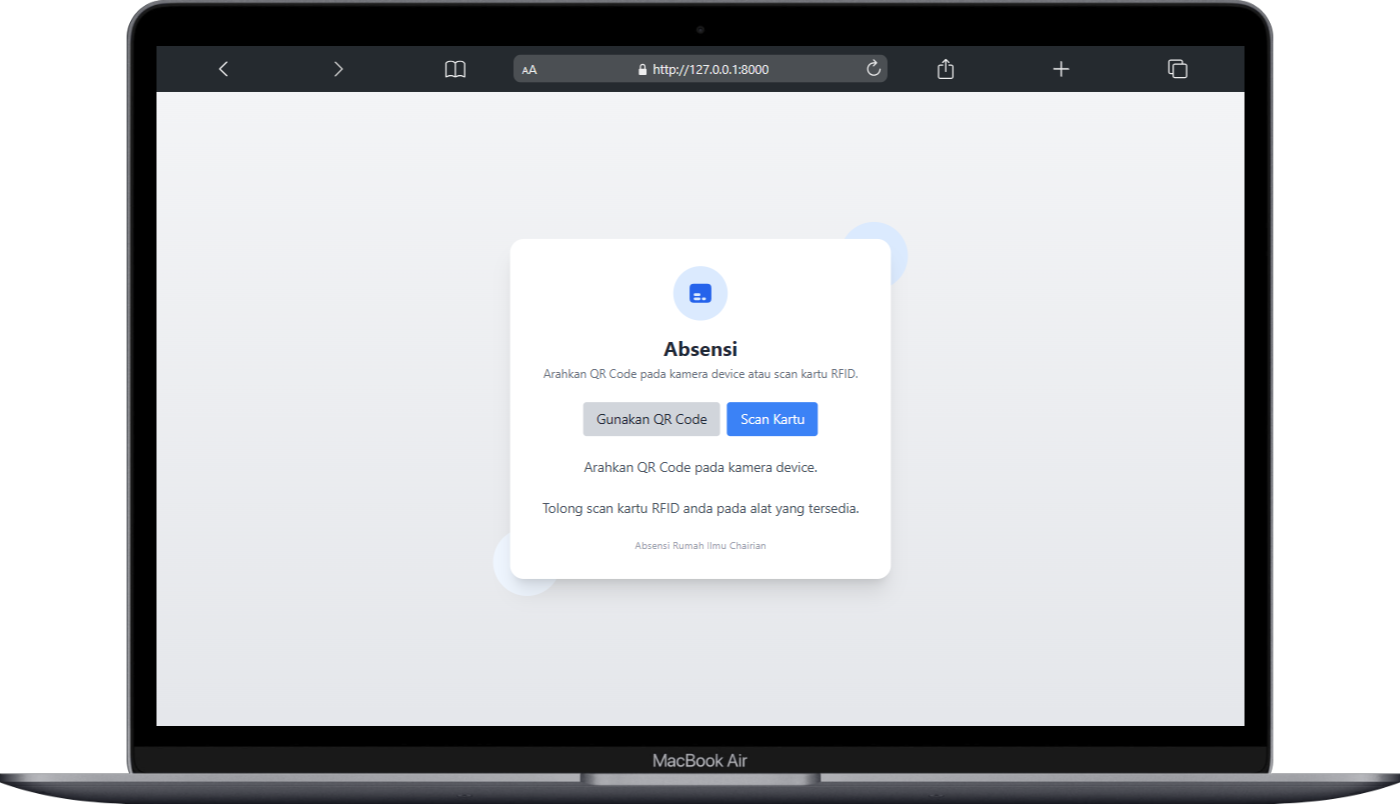 AA
http://127.0.0.1:8000
Absensi
Arahkan QR Code pada kamera device atau scan kartu RFID.
Gunakan QR Code
Scan Kartu
Arahkan QR Code pada kamera device.
Tolong scan kartu RFID anda pada alat yang tersedia.
Absensi Rumah Ilmu Chairian
MacBook Air